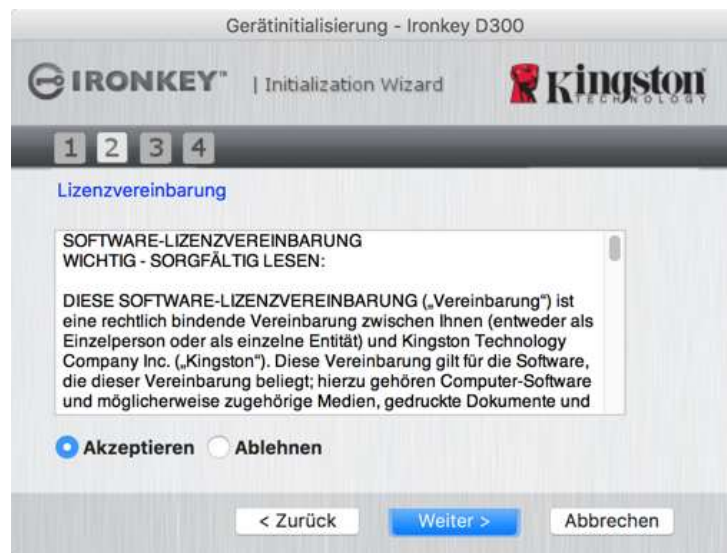 Gerätinitialisierung - Ironkey D300
IRONKEY™ | Initialization Wizard Kingston
TECHNOLOGY
1 2 3 4
Lizenzvereinbarung
SOFTWARE-LIZENZVEREINBARUNG
WICHTIG - SORGFÄLTIG LESEN:
DIESE SOFTWARE-LIZENZVEREINBARUNG („Vereinbarung“) ist
eine rechtlich bindende Vereinbarung zwischen Ihnen (entweder als
Einzelperson oder als einzelne Entität) und Kingston Technology
Company Inc. („Kingston“). Diese Vereinbarung gilt für die Software,
die dieser Vereinbarung beliegt; hierzu gehören Computer-Software
und möglicherweise zugehörige Medien, gedruckte Dokumente und
Akzeptieren Ablehnen
< Zurück Weiter > Abbrechen